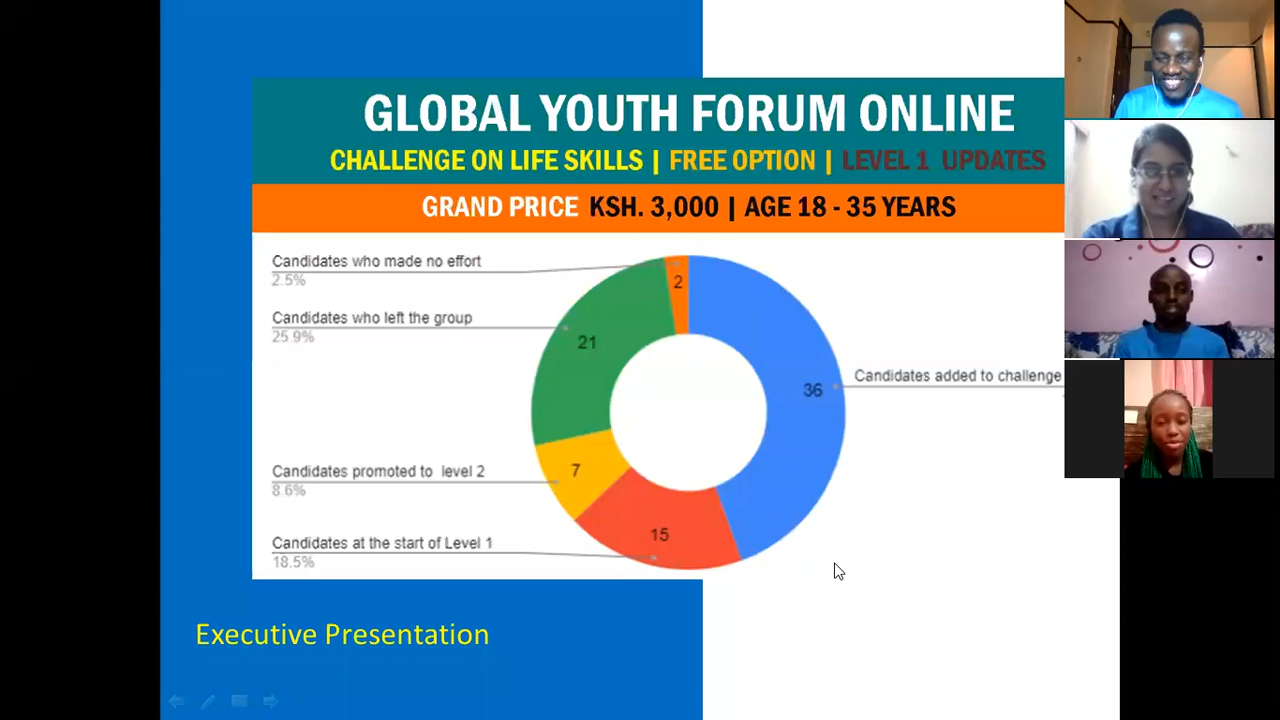 GLOBAL YOUTH FORUM ONLINE
CHALLENGE ON LIFE SKILLS | FREE OPTION | LEVEL 1 UPDATES
GRAND PRICE KSH. 3,000 | AGE 18 - 35 YEARS
Candidates who made no effort
2.5%
2
Candidates who left the group
25.9%
21
36
Candidates added to challenge
Candidates promoted to level 2
8.6%
7
Candidates at the start of Level 1
18.5%
15
Executive Presentation